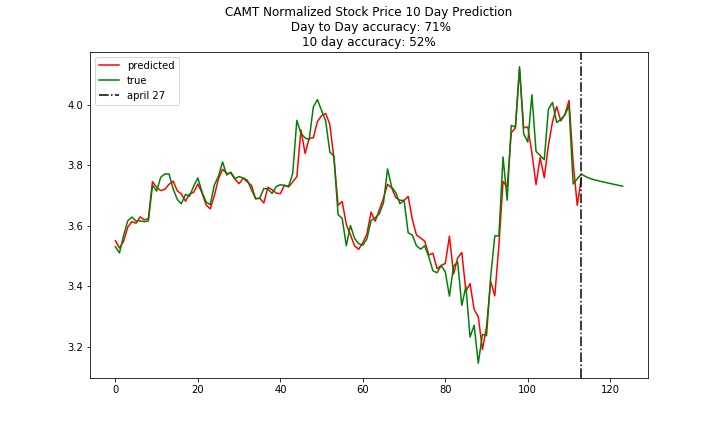 CAMT Normalized Stock Price 10 Day Prediction
Day to Day accuracy: 71%
10 day accuracy: 52%
predicted
true
april 27
4.0
3.8
3.6
3.4
3.2
0 20 40 60 80 100 120